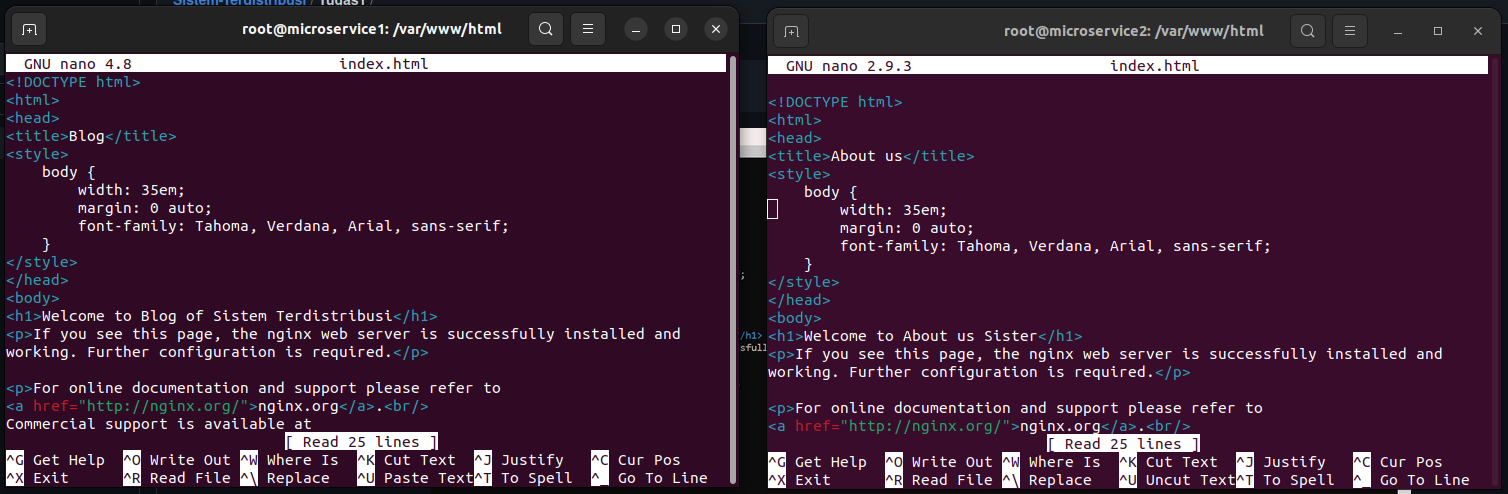 Sistem-Terdistribusi / Tugas1 /
root@microservice1: /var/www/html
GNU nano 4.8 index.html
<!DOCTYPE html>
<html>
<head>
<title>Blog</title>
<style>
    body {
        width: 35em;
        margin: 0 auto;
        font-family: Tahoma, Verdana, Arial, sans-serif;
    }
</style>
</head>
<body>
<h1>Welcome to Blog of Sistem Terdistribusi</h1>
<p>If you see this page, the nginx web server is successfully installed and
working. Further configuration is required.</p>

<p>For online documentation and support please refer to
<a href="http://nginx.org/">nginx.org</a>.<br/>
Commercial support is available at
[ Read 25 lines ]
^G Get Help ^O Write Out ^W Where Is ^K Cut Text ^J Justify ^C Cur Pos
^X Exit ^R Read File ^\ Replace ^U Paste Text ^T To Spell ^_ Go To Line
;
/h1>
sfull
root@microservice2: /var/www/html
GNU nano 2.9.3 index.html
<!DOCTYPE html>
<html>
<head>
<title>About us</title>
<style>
    body {
        width: 35em;
        margin: 0 auto;
        font-family: Tahoma, Verdana, Arial, sans-serif;
    }
</style>
</head>
<body>
<h1>Welcome to About us Sister</h1>
<p>If you see this page, the nginx web server is successfully installed and
working. Further configuration is required.</p>

<p>For online documentation and support please refer to
<a href="http://nginx.org/">nginx.org</a>.<br/>
[ Read 25 lines ]
^G Get Help ^O Write Out ^W Where Is ^K Cut Text ^J Justify ^C Cur Pos
^X Exit ^R Read File ^\ Replace ^U Uncut Text ^T To Spell ^_ Go To Line